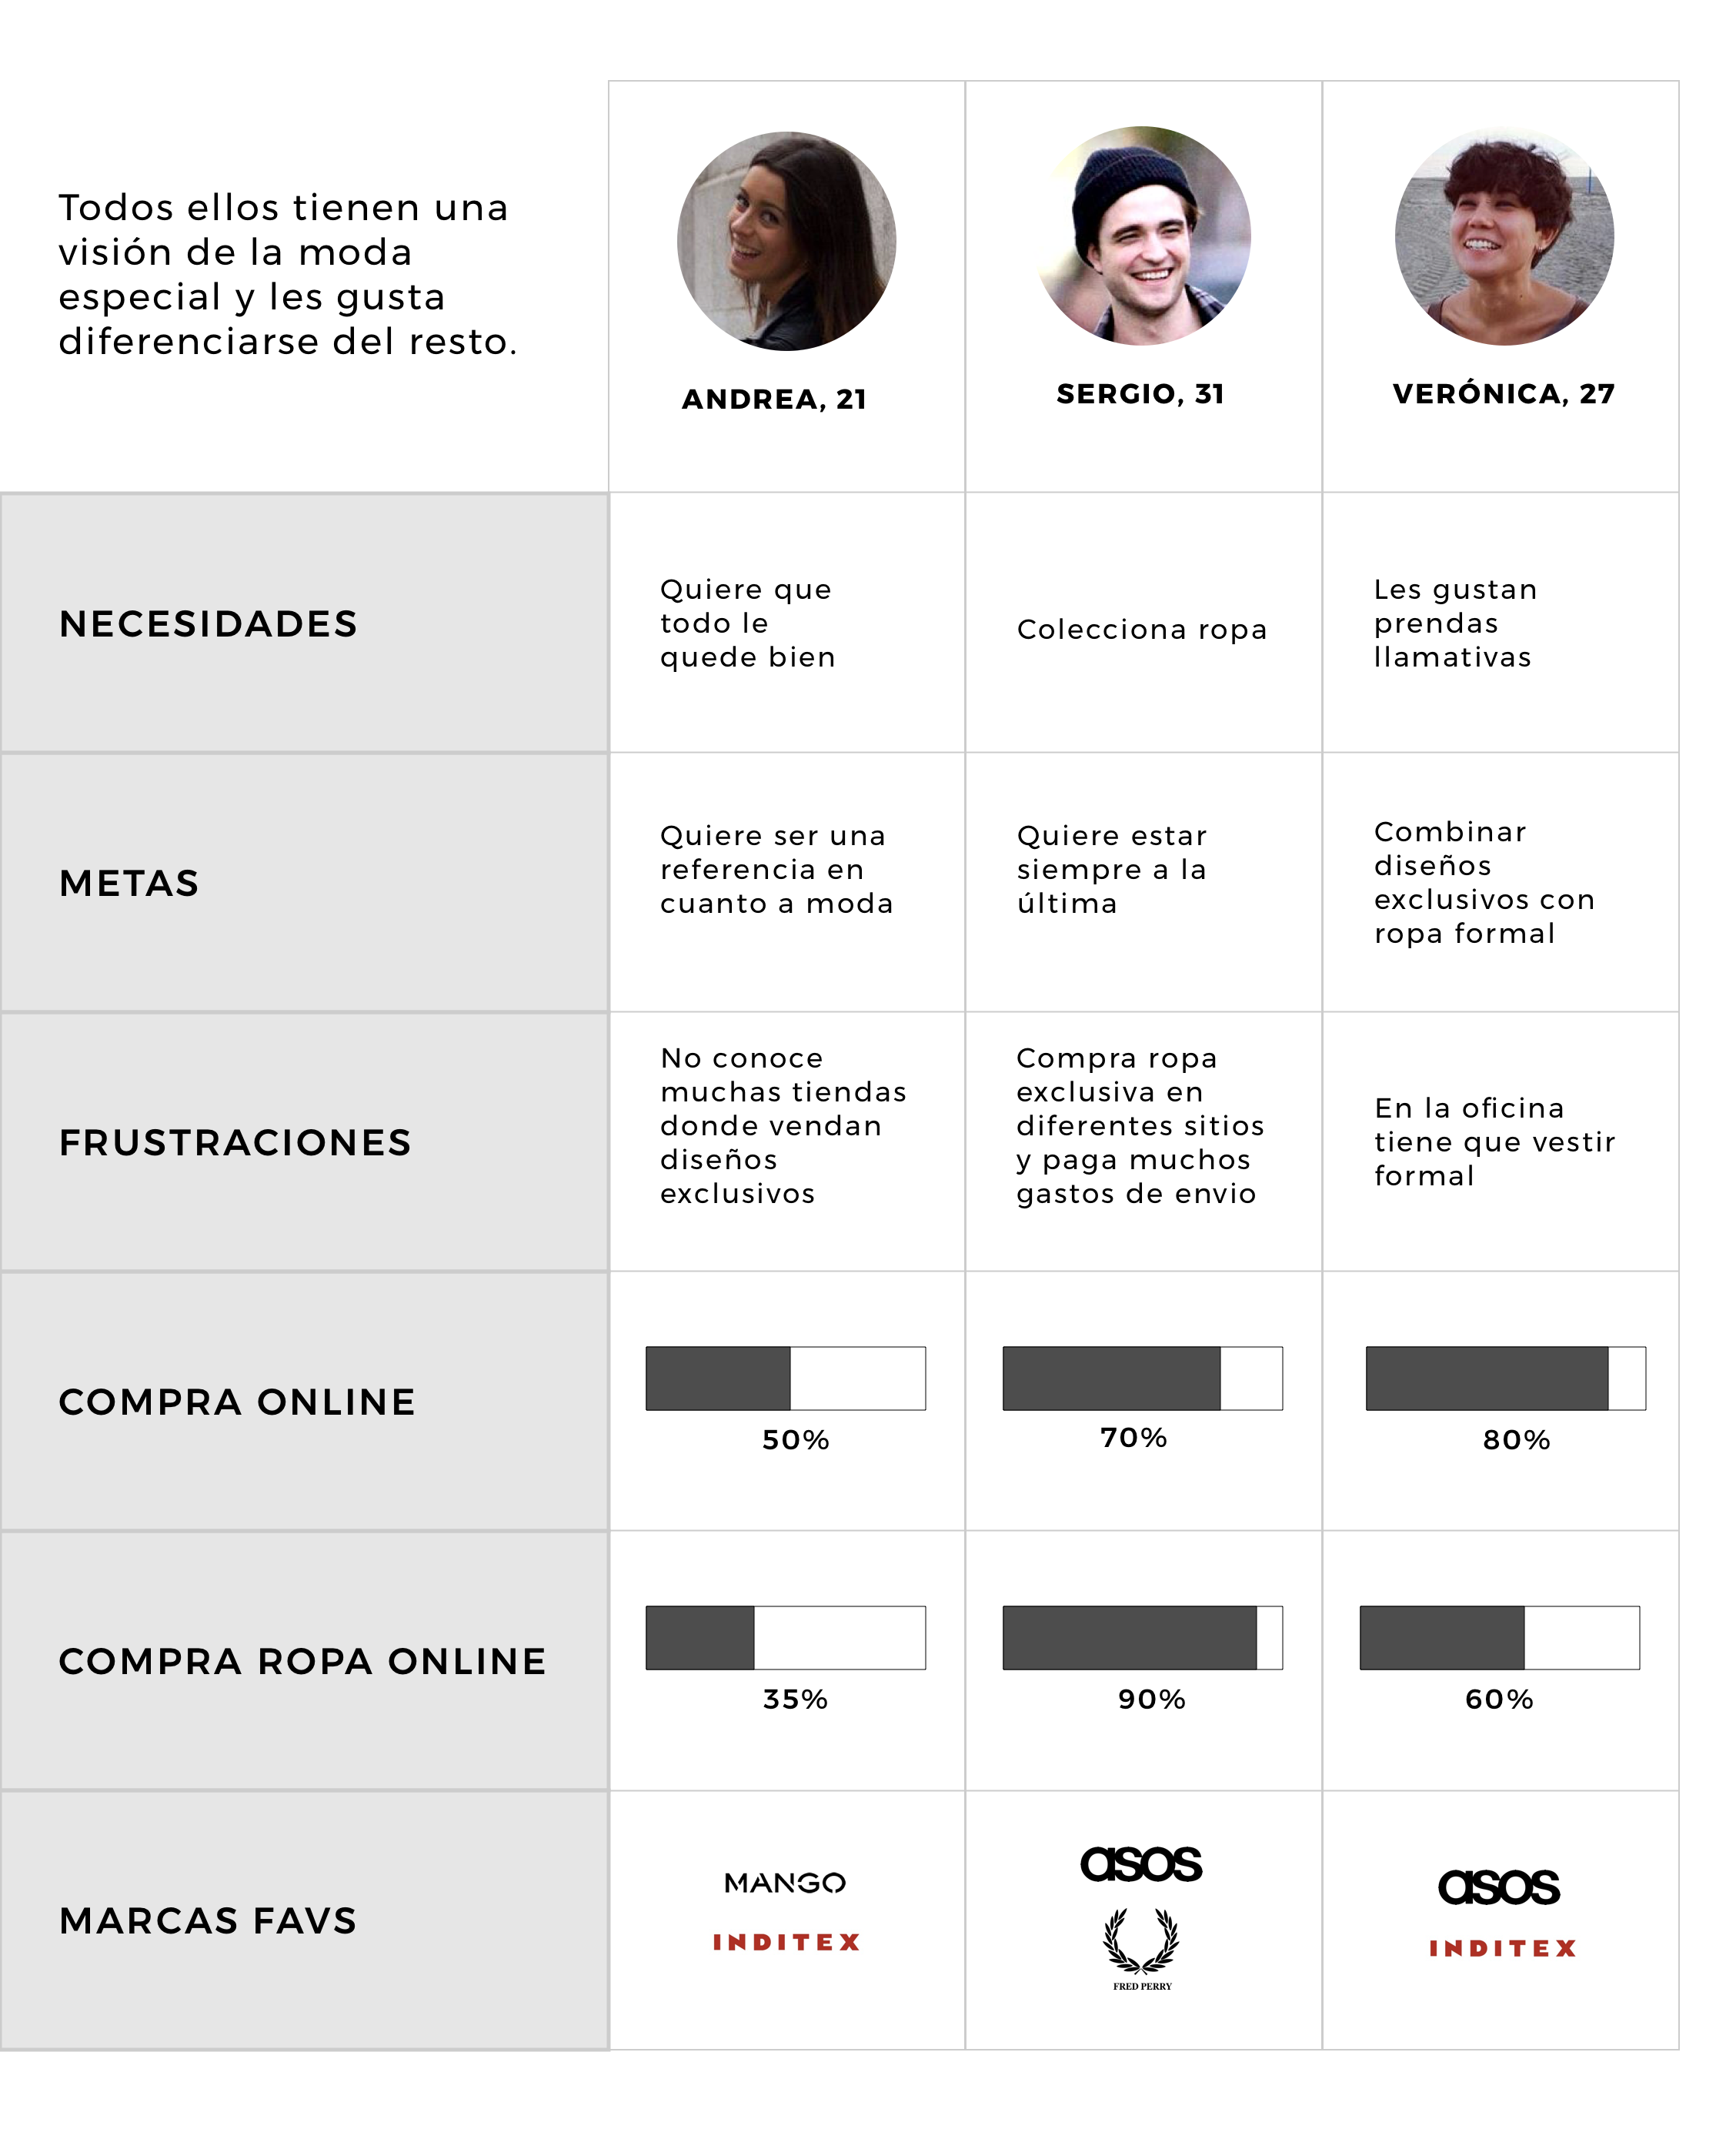 Todos ellos tienen una
visión de la moda
especial y les gusta
diferenciarse del resto.
ANDREA, 21
SERGIO, 31
VERÓNICA, 27
NECESIDADES
Quiere que
todo le
quede bien
Colecciona ropa
Les gustan
prendas
llamativas
METAS
Quiere ser una
referencia en
cuanto a moda
Quiere estar
siempre a la
última
Combinar
diseños
exclusivos con
ropa formal
FRUSTRACIONES
No conoce
muchas tiendas
donde vendan
diseños
exclusivos
Compra ropa
exclusiva en
diferentes sitios
y paga muchos
gastos de envio
En la oficina
tiene que vestir
formal
COMPRA ONLINE
50%
70%
80%
COMPRA ROPA ONLINE
35%
90%
60%
MARCAS FAVS
MANGO
INDITEX
asos
FRED PERRY
asos
INDITEX